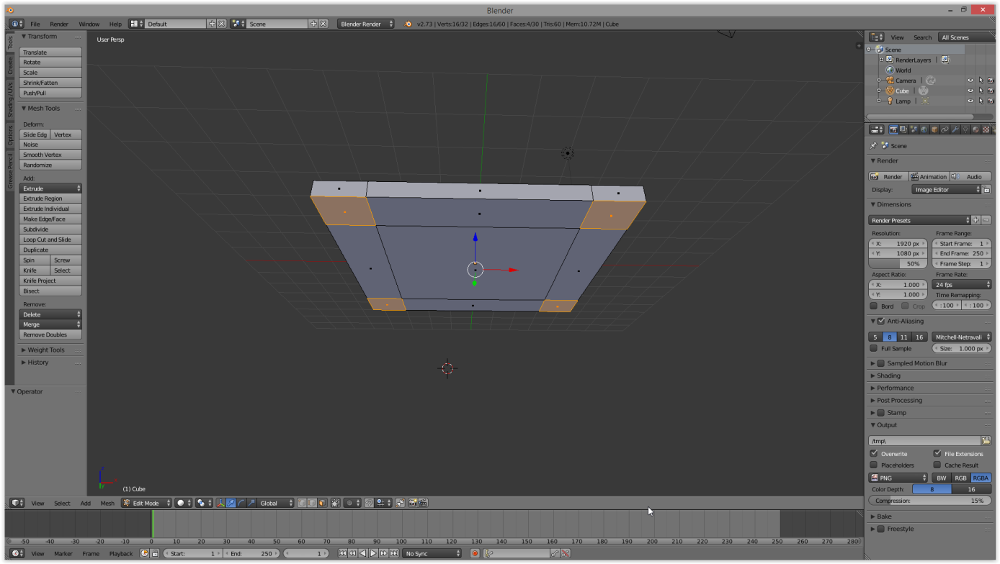 Blender
File Render Window Help Default Scene Blender Render v2.73 | Verts:16/32 | Edges:16/60 | Faces:4/30 | Tris:60 | Mem:10.72M | Cube
Tools
Create
Shading / UVs
Options
Grease Pencil
Transform
Translate
Rotate
Scale
Shrink/Fatten
Push/Pull
Mesh Tools
Deform:
Slide Edg Vertex
Noise
Smooth Vertex
Randomize
Add:
Extrude
Extrude Region
Extrude Individual
Make Edge/Face
Subdivide
Loop Cut and Slide
Duplicate
Spin Screw
Knife Select
Knife Project
Bisect
Remove:
Delete
Merge
Remove Doubles
Weight Tools
History
Operator
User Persp
z
y
(1) Cube
View Select Add Mesh Edit Mode Global
-50 -40 -30 -20 -10 0 10 20 30 40 50 60 70 80 90 100 110 120 130 140 150 160 170 180 190 200 210 220 230 240 250 260 270 280
View Marker Frame Playback Start: 1 End: 250 1 No Sync
View Search All Scenes
Scene
RenderLayers |
World
Camera |
Cube |
Lamp |
Scene
Render
Render Animation Audio
Display: Image Editor
Dimensions
Render Presets
Resolution: Frame Range:
X: 1920 px Start Frame: 1
Y: 1080 px End Frame: 250
50% Frame Step: 1
Aspect Ratio: Frame Rate:
X: 1.000 24 fps
Y: 1.000 Time Remapping:
Bord Crop :100 :100
Anti-Aliasing
5 8 11 16 Mitchell-Netravali
Full Sample Size: 1.000 px
Sampled Motion Blur
Shading
Performance
Post Processing
Stamp
Output
/tmp\
Overwrite File Extensions
Placeholders Cache Result
PNG BW RGB RGBA
Color Depth: 8 16
Compression: 15%
Bake
Freestyle